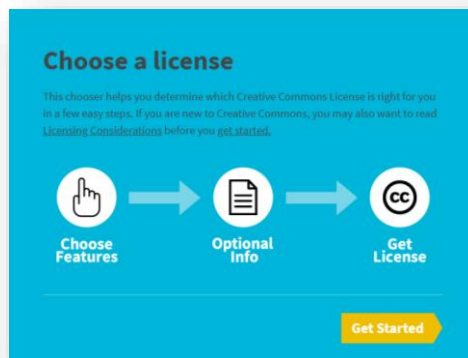 Choose a license
This chooser helps you determine which Creative Commons License is right for you
in a few easy steps. If you are new to Creative Commons, you may also want to read
Licensing Considerations before you get started.
cc
Choose
Features
Optional
Info
Get
License
Get Started